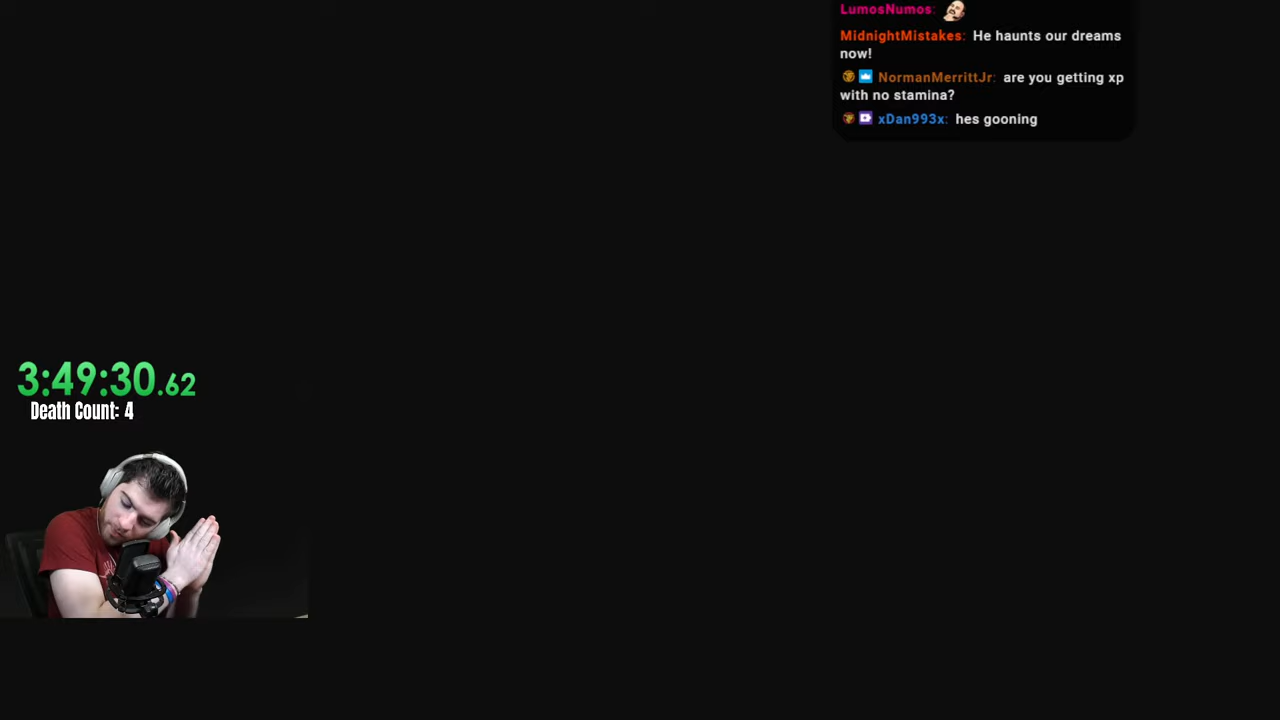 LumosNumos:
MidnightMistakes: He haunts our dreams
now!
NormanMerrittJr: are you getting xp
with no stamina?
xDan993x: hes gooning
3:49:30.62
Death Count: 4